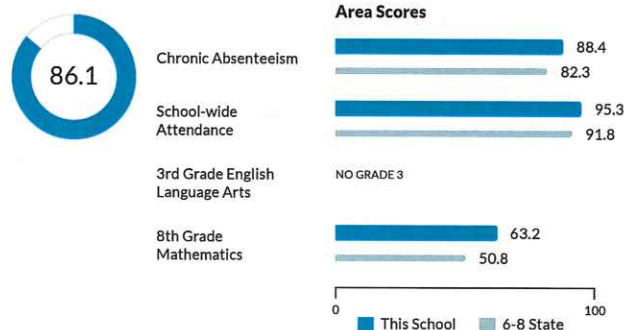 Area Scores
86.1
Chronic Absenteeism
88.4
82.3
School-wide
Attendance
95.3
91.8
3rd Grade English
Language Arts
NO GRADE 3
8th Grade
Mathematics
63.2
50.8
0
100
This School
6-8 State